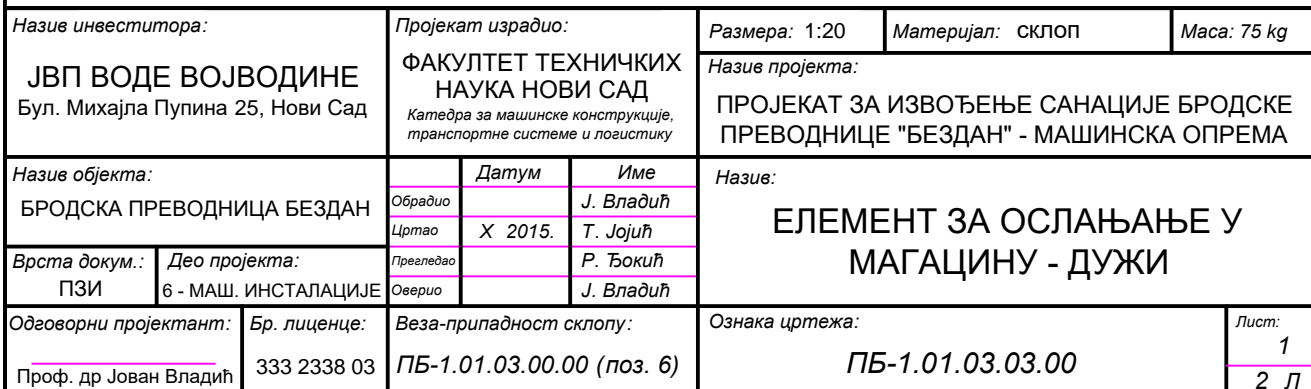 Назив инвеститора:
ЈВП ВОДЕ ВОЈВОДИНЕ
Бул. Михајла Пупина 25, Нови Сад
Пројекат израдио:
ФАКУЛТЕТ ТЕХНИЧКИХ
НАУКА НОВИ САД
Катедра за машинске конструкције,
транспортне системе и логистику
Размера: 1:20
Материјал: склоп
Маса: 75 kg
Назив пројекта:
ПРОЈЕКАТ ЗА ИЗВОЂЕЊЕ САНАЦИЈЕ БРОДСКЕ
ПРЕВОДНИЦЕ "БЕЗДАН" - МАШИНСКА ОПРЕМА
Назив објекта:
БРОДСКА ПРЕВОДНИЦА БЕЗДАН
Врста докум.:
ПЗИ
Део пројекта:
6 - МАШ. ИНСТАЛАЦИЈЕ
Датум Име
Обрадио Ј. Владић
Цртао X 2015. Т. Јојић
Прегледао Р. Ђокић
Оверио Ј. Владић
Назив:
ЕЛЕМЕНТ ЗА ОСЛАЊАЊЕ У
МАГАЦИНУ - ДУЖИ
Одговорни пројектант:
Проф. др Јован Владић
Бр. лиценце:
333 2338 03
Веза-припадност склопу:
ПБ-1.01.03.00.00 (поз. 6)
Ознака цртежа:
ПБ-1.01.03.03.00
Лист:
1
2 Л